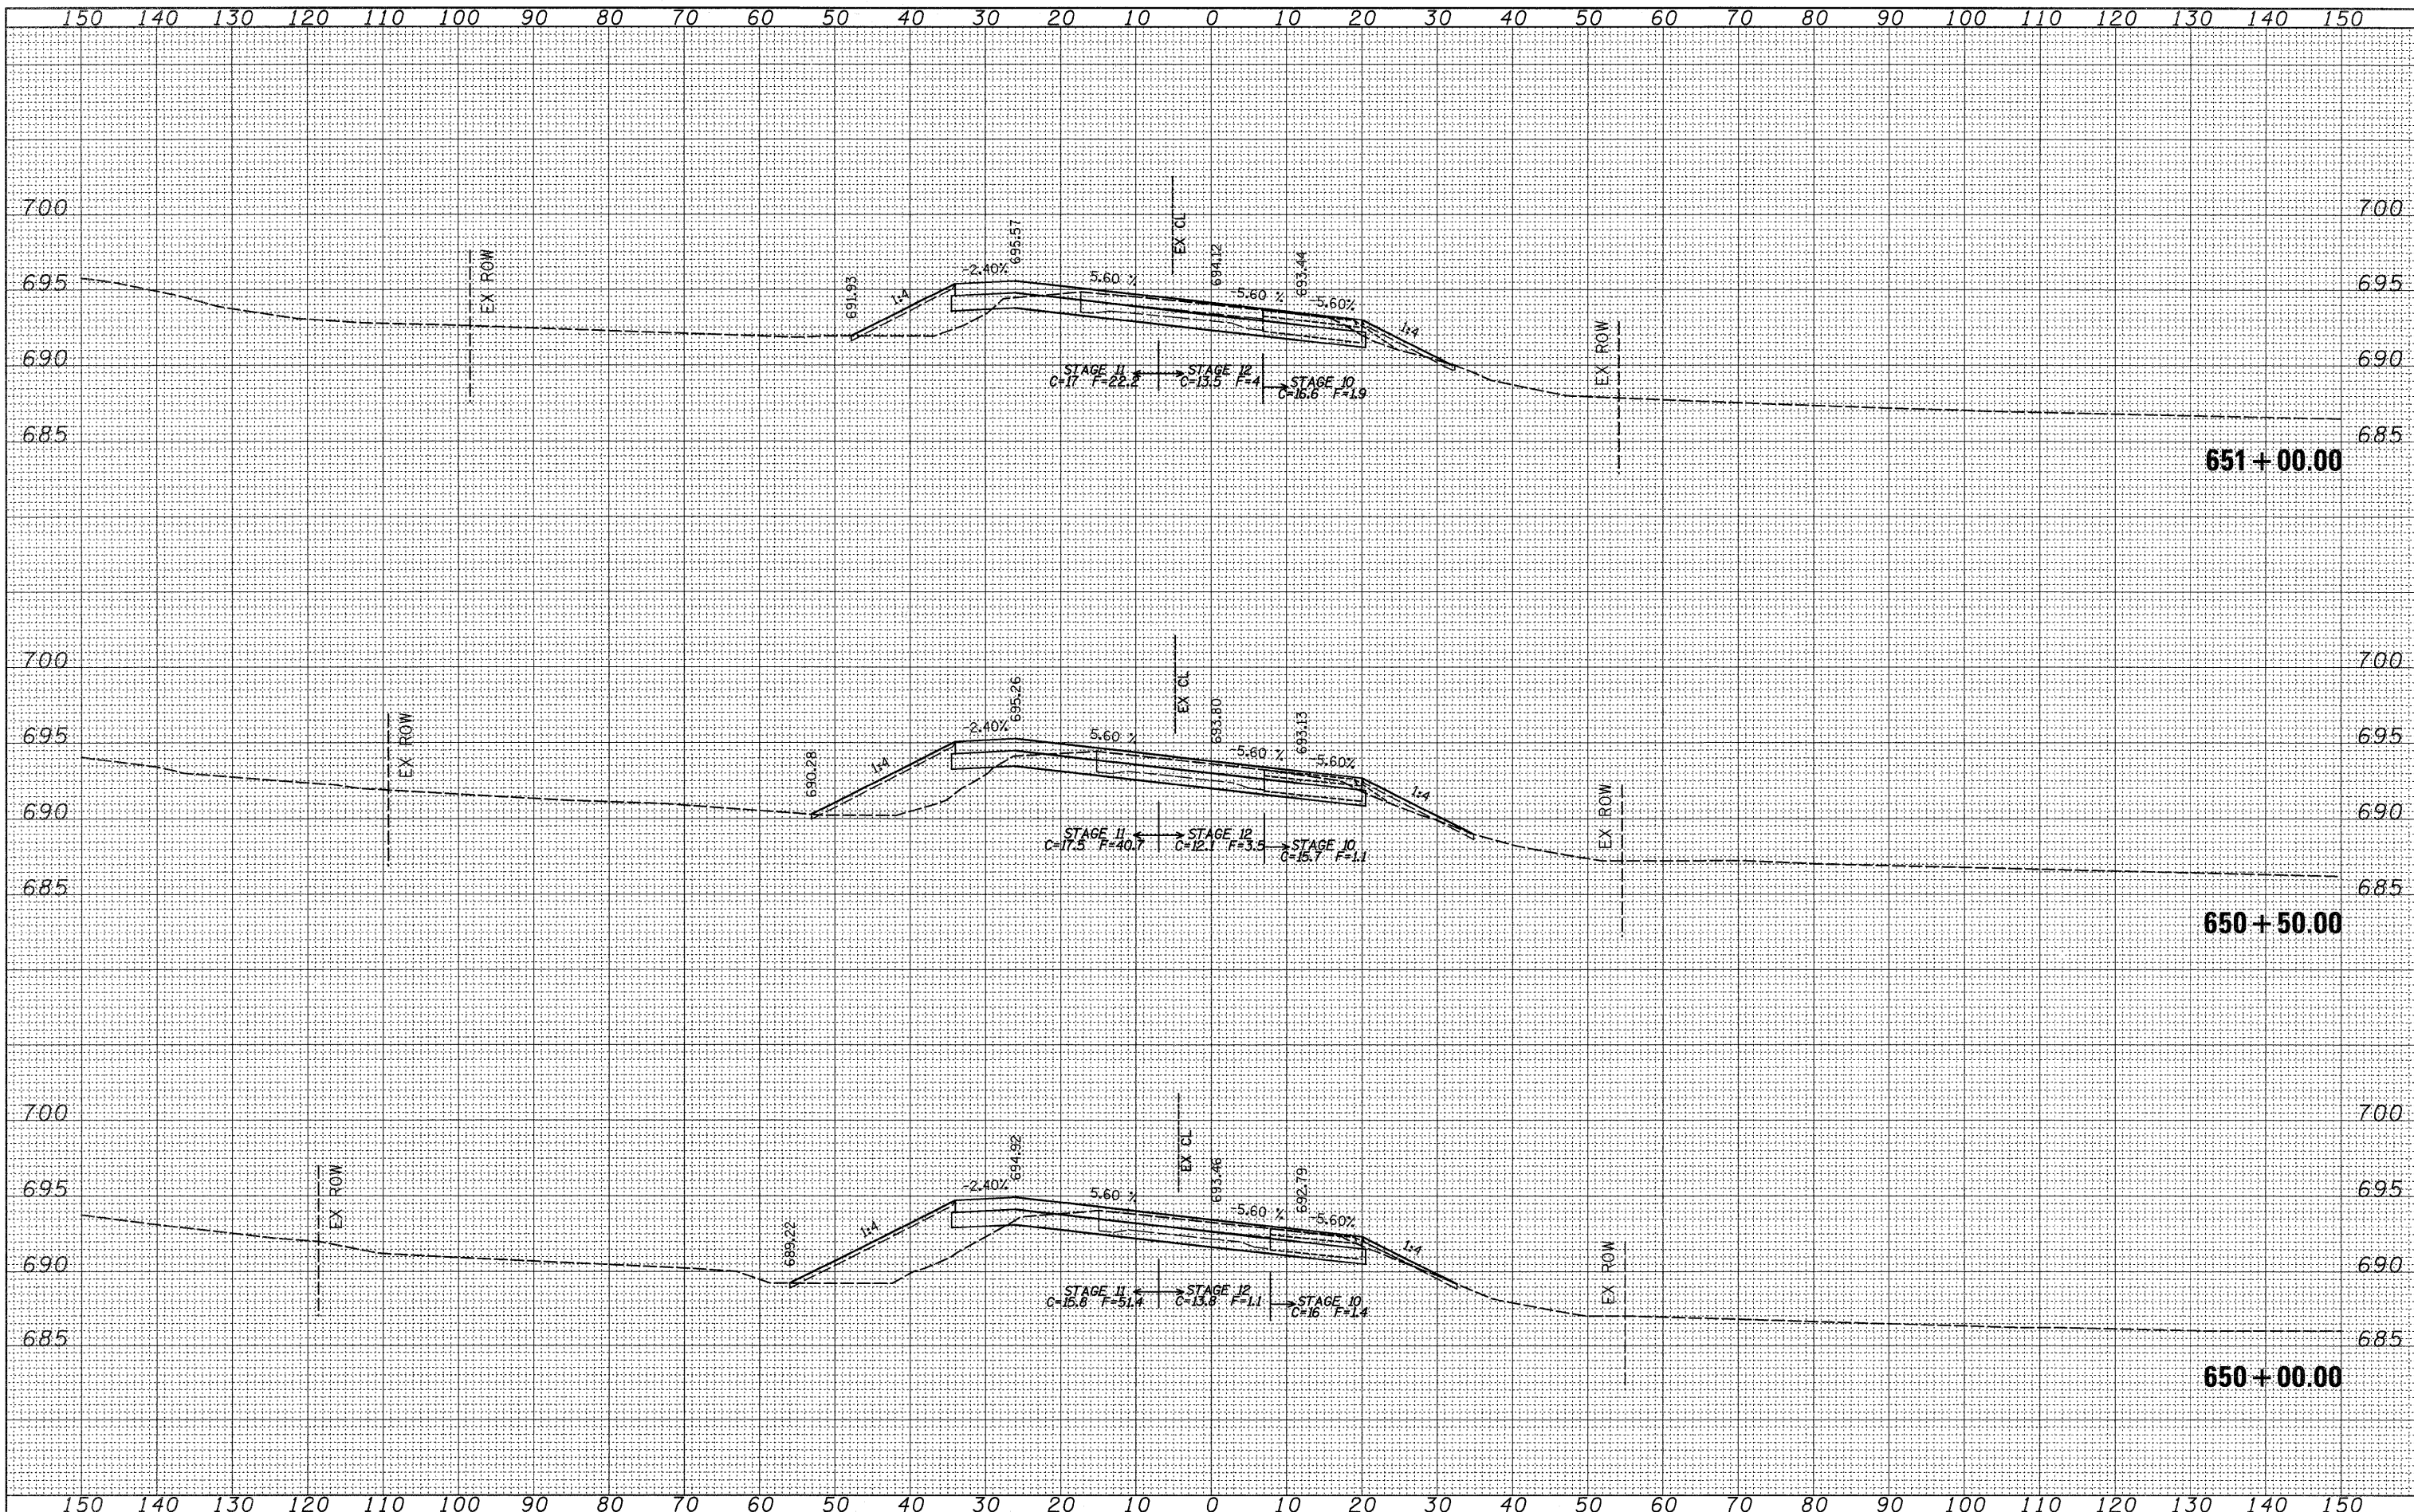 150 140 130 120 110 100 90 80 70 60 50 40 30 20 10 0 10 20 30 40 50 60 70 80 90 100 110 120 130 140 150
700 700
EX CL
695.57
694.12
693.44
EX ROW
691.93
1:4
-2.40%
5.60 %
-5.60 %
-5.60%
1:4
695 695
EX ROW
690 690
STAGE 11
C=17 F=22.2
STAGE 12
C=13.5 F=4
STAGE 10
C=16.6 F=1.9
685 685
651+00.00
700 700
EX CL
695.26
693.80
693.13
EX ROW
690.28
1:4
-2.40%
5.60 %
-5.60 %
-5.60%
1:4
695 695
EX ROW
690 690
STAGE 11
C=17.5 F=40.7
STAGE 12
C=12.1 F=3.5
STAGE 10
C=15.7 F=1.1
685 685
650+50.00
700 700
EX CL
694.92
693.46
692.79
EX ROW
689.22
1:4
-2.40%
5.60 %
-5.60 %
-5.60%
1:4
695 695
EX ROW
690 690
STAGE 11
C=15.8 F=51.4
STAGE 12
C=13.8 F=1.1
STAGE 10
C=16 F=1.4
685 685
650+00.00
150 140 130 120 110 100 90 80 70 60 50 40 30 20 10 0 10 20 30 40 50 60 70 80 90 100 110 120 130 140 150